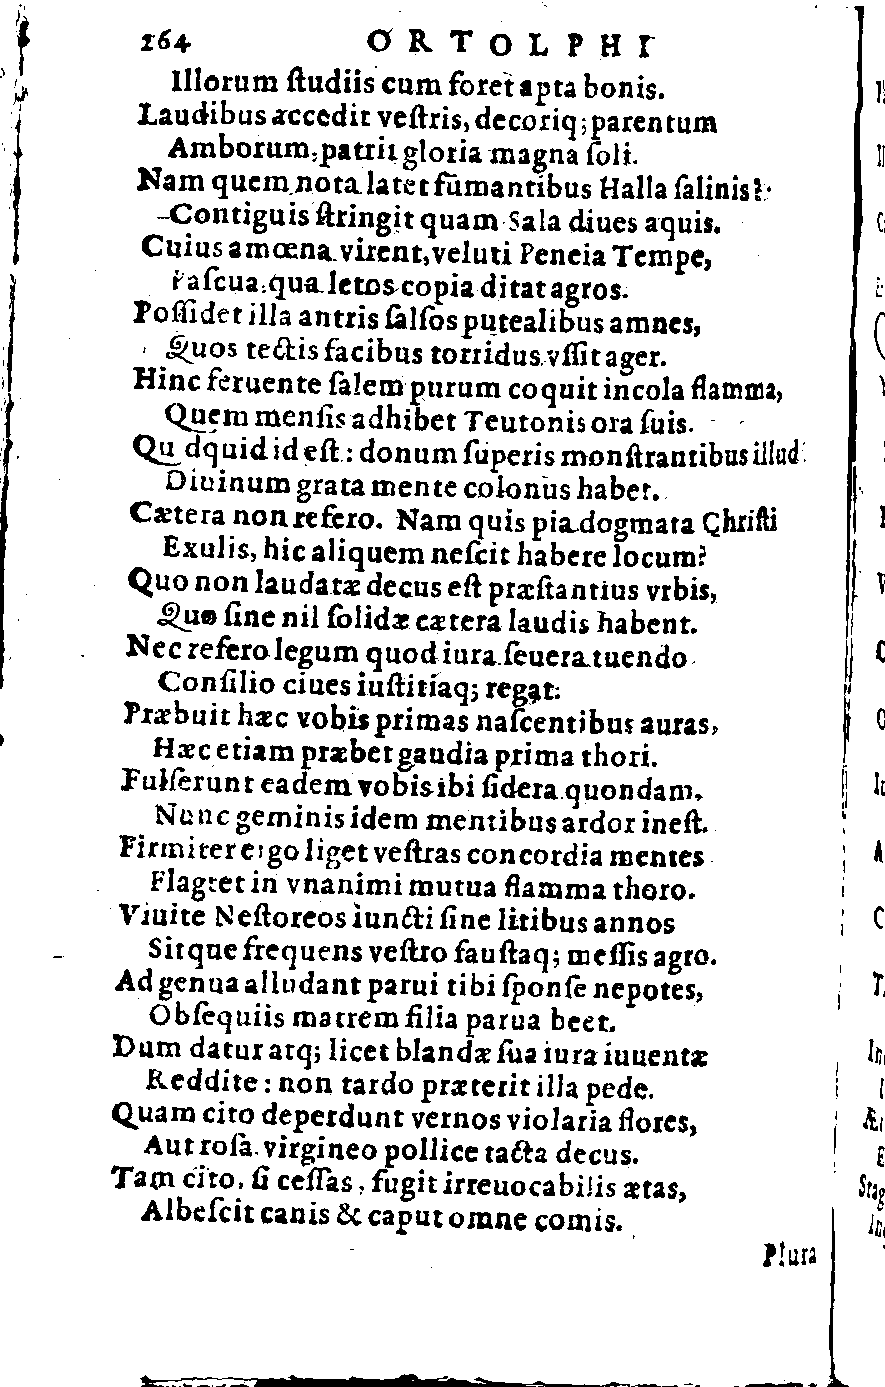 264 ORTOLPHI
Illorum ſtudiis cum foret apta bonis.
Laudibus accedit veſtris, decoriq; parentum
Amborum, patrii gloria magna ſoli.
Nam quem nota latet fumantibus Halla ſalinis?
Contiguis ſtringit quam Sala diues aquis.
Cuius amœna virent, veluti Peneia Tempe,
Paſcua, qua letos copia ditat agros.
Poſſidet illa antris ſalſos putealibus amnes,
Quos tectis facibus torridus vſſit ager.
Hinc feruente ſalem purum coquit incola flamma,
Quem menſis adhibet Teutonis ora ſuis.
Quidquid id eſt: donum ſuperis monſtrantibus illud
Diuinum grata mente colonus habet.
Cætera non refero. Nam quis pia dogmata Chriſti
Exulis, hic aliquem neſcit habere locum?
Quo non laudatæ decus eſt præſtantius vrbis,
Quo ſine nil ſolidæ cætera laudis habent.
Nec refero legum quod iura ſeuera tuendo
Conſilio ciues iuſtitiaq; regat:
Præbuit hæc vobis primas naſcentibus auras,
Hæc etiam præbet gaudia prima thori.
Fulſerunt eadem vobis ibi ſidera quondam,
Nunc geminis idem mentibus ardor ineſt.
Firmiter ergo liget veſtras concordia mentes
Flagret in vnanimi mutua flamma thoro.
Viuite Neſtoreos iuncti ſine litibus annos
Sitque frequens veſtro fauſtaq; meſſis agro.
Ad genua alludant parui tibi ſponſe nepotes,
Obſequiis matrem filia parua beet.
Dum datur atq; licet blandæ ſua iura iuuentæ
Reddite: non tardo præterit illa pede.
Quam cito deperdunt vernos violaria flores,
Aut roſa virgineo pollice tacta decus.
Tam cito, ſi ceſſas, fugit irreuocabilis ætas,
Albeſcit canis & caput omne comis.
Plura